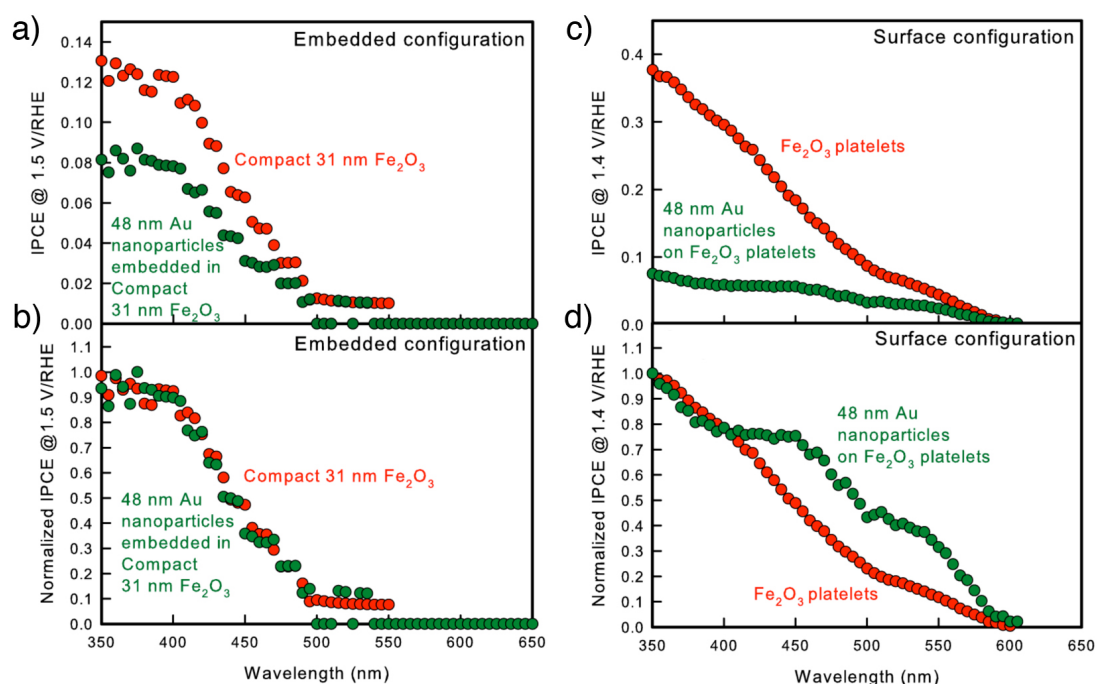 a)
Embedded configuration
IPCE @ 1.5 V/RHE
0.14
0.12
0.10
0.08
0.06
0.04
0.02
0.00
Compact 31 nm Fe₂O₃
48 nm Au
nanoparticles
embedded in
Compact
31 nm Fe₂O₃
b)
Embedded configuration
Normalized IPCE @1.5 V/RHE
1.1
1.0
0.9
0.8
0.7
0.6
0.5
0.4
0.3
0.2
0.1
0.0
Compact 31 nm Fe₂O₃
48 nm Au
nanoparticles
embedded in
Compact
31 nm Fe₂O₃
350 400 450 500 550 600 650
Wavelength (nm)
c)
Surface configuration
IPCE @ 1.4 V/RHE
0.4
0.3
0.2
0.1
0.0
Fe₂O₃ platelets
48 nm Au
nanoparticles
on Fe₂O₃ platelets
d)
Surface configuration
Normalized IPCE @1.4 V/RHE
1.1
1.0
0.9
0.8
0.7
0.6
0.5
0.4
0.3
0.2
0.1
0.0
48 nm Au
nanoparticles
on Fe₂O₃ platelets
Fe₂O₃ platelets
350 400 450 500 550 600 650
Wavelength (nm)